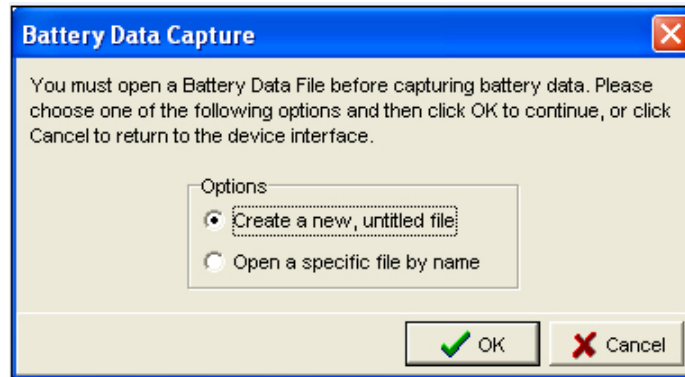 Battery Data Capture
You must open a Battery Data File before capturing battery data. Please
choose one of the following options and then click OK to continue, or click
Cancel to return to the device interface.
Options
Create a new, untitled file
Open a specific file by name
OK
Cancel